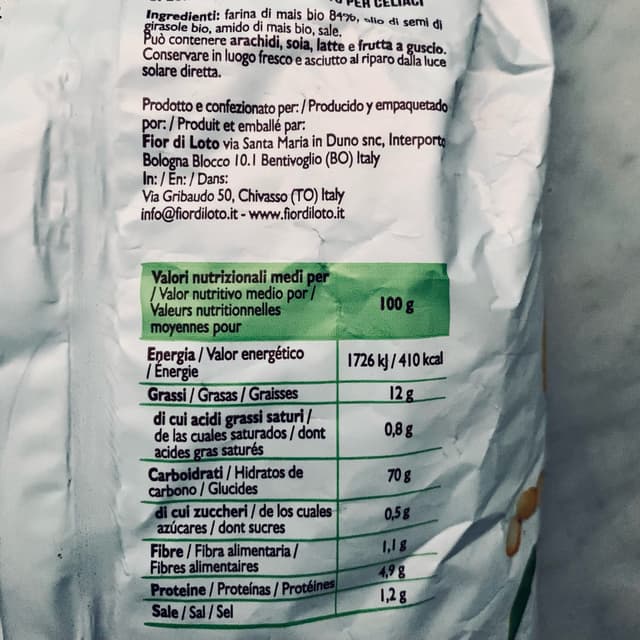 PER CELIACI
Ingredienti: farina di mais bio 84%, olio di semi di
girasole bio, amido di mais bio, sale.
Può contenere arachidi, soia, latte e frutta a guscio.
Conservare in luogo fresco e asciutto al riparo dalla luce
solare diretta.
Prodotto e confezionato per: / Producido y empaquetado
por: / Produit et emballé par:
Fior di Loto via Santa Maria in Duno snc, Interporto
Bologna Blocco 10.1 Bentivoglio (BO) Italy
In: / En: / Dans:
Via Gribaudo 50, Chivasso (TO) Italy
info@fiordiloto.it - www.fiordiloto.it
Valori nutrizionali medi per
/ Valor nutritivo medio por /
Valeurs nutritionnelles
moyennes pour
100 g
Energia / Valor energético
/ Énergie
1726 kj / 410 kcal
Grassi / Grasas / Graisses
12 g
di cui acidi grassi saturi /
de las cuales saturados / dont
acides gras saturés
0,8 g
Carboidrati / Hidratos de
carbono / Glucides
70 g
di cui zuccheri / de los cuales
azúcares / dont sucres
0,5 g
Fibre / Fibra alimentaria /
Fibres alimentaires
1,1 g
Proteine / Proteínas / Protéines
4,9 g
Sale / Sal / Sel
1,2 g